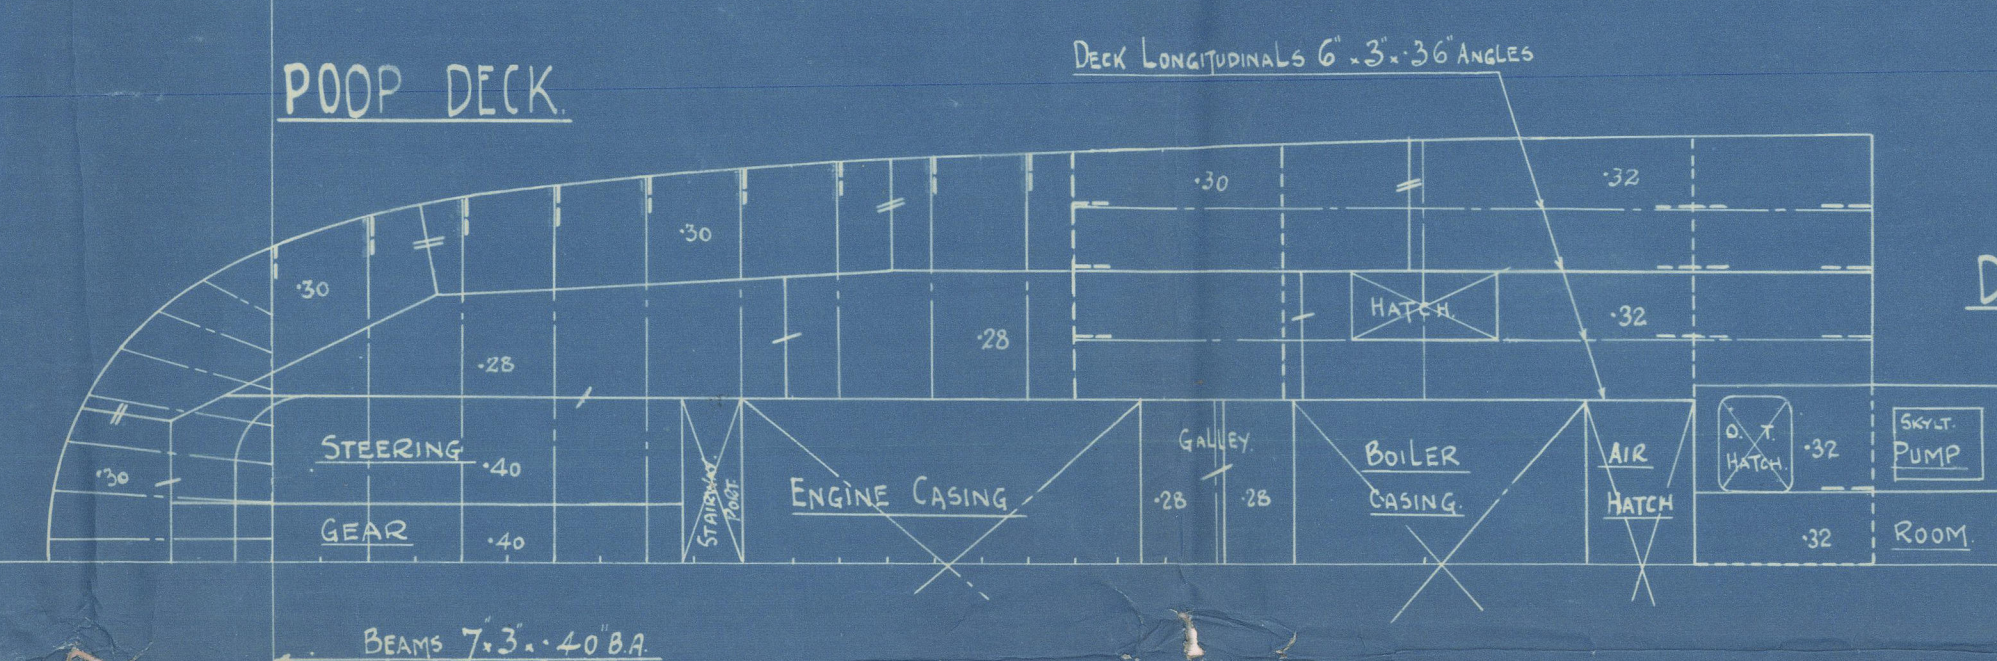 DECK LONGITUDINALS 6" x 3" x ·36" ANGLES
POOP DECK.
·30
·32
·30
·30
HATCH.
·32
·28
·28
STEERING
·40
GALLEY.
BOILER
CASING.
AIR
HATCH
O. T.
HATCH.
·32
SKYLT.
PUMP
·30
STAIRWAY.
PORT.
ENGINE CASING
·28
·28
GEAR
·40
·32
ROOM.
BEAMS 7" x 3" x ·40" B.A.
D